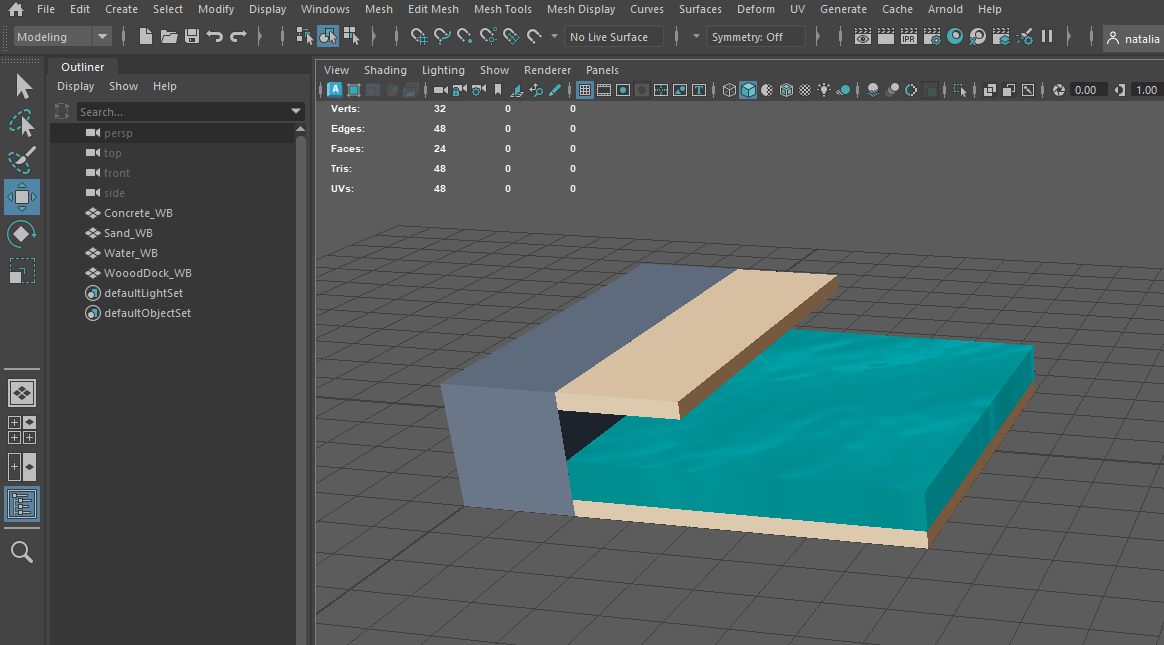 File Edit Create Select Modify Display Windows Mesh Edit Mesh Mesh Tools Mesh Display Curves Surfaces Deform UV Generate Cache Arnold Help
Modeling No Live Surface Symmetry: Off IPR natalia
Outliner
Display Show Help
Search...
persp
top
front
side
Concrete_WB
Sand_WB
Water_WB
WooodDock_WB
defaultLightSet
defaultObjectSet
View Shading Lighting Show Renderer Panels
A T 0.00 1.00
Verts: 32 0 0
Edges: 48 0 0
Faces: 24 0 0
Tris: 48 0 0
UVs: 48 0 0